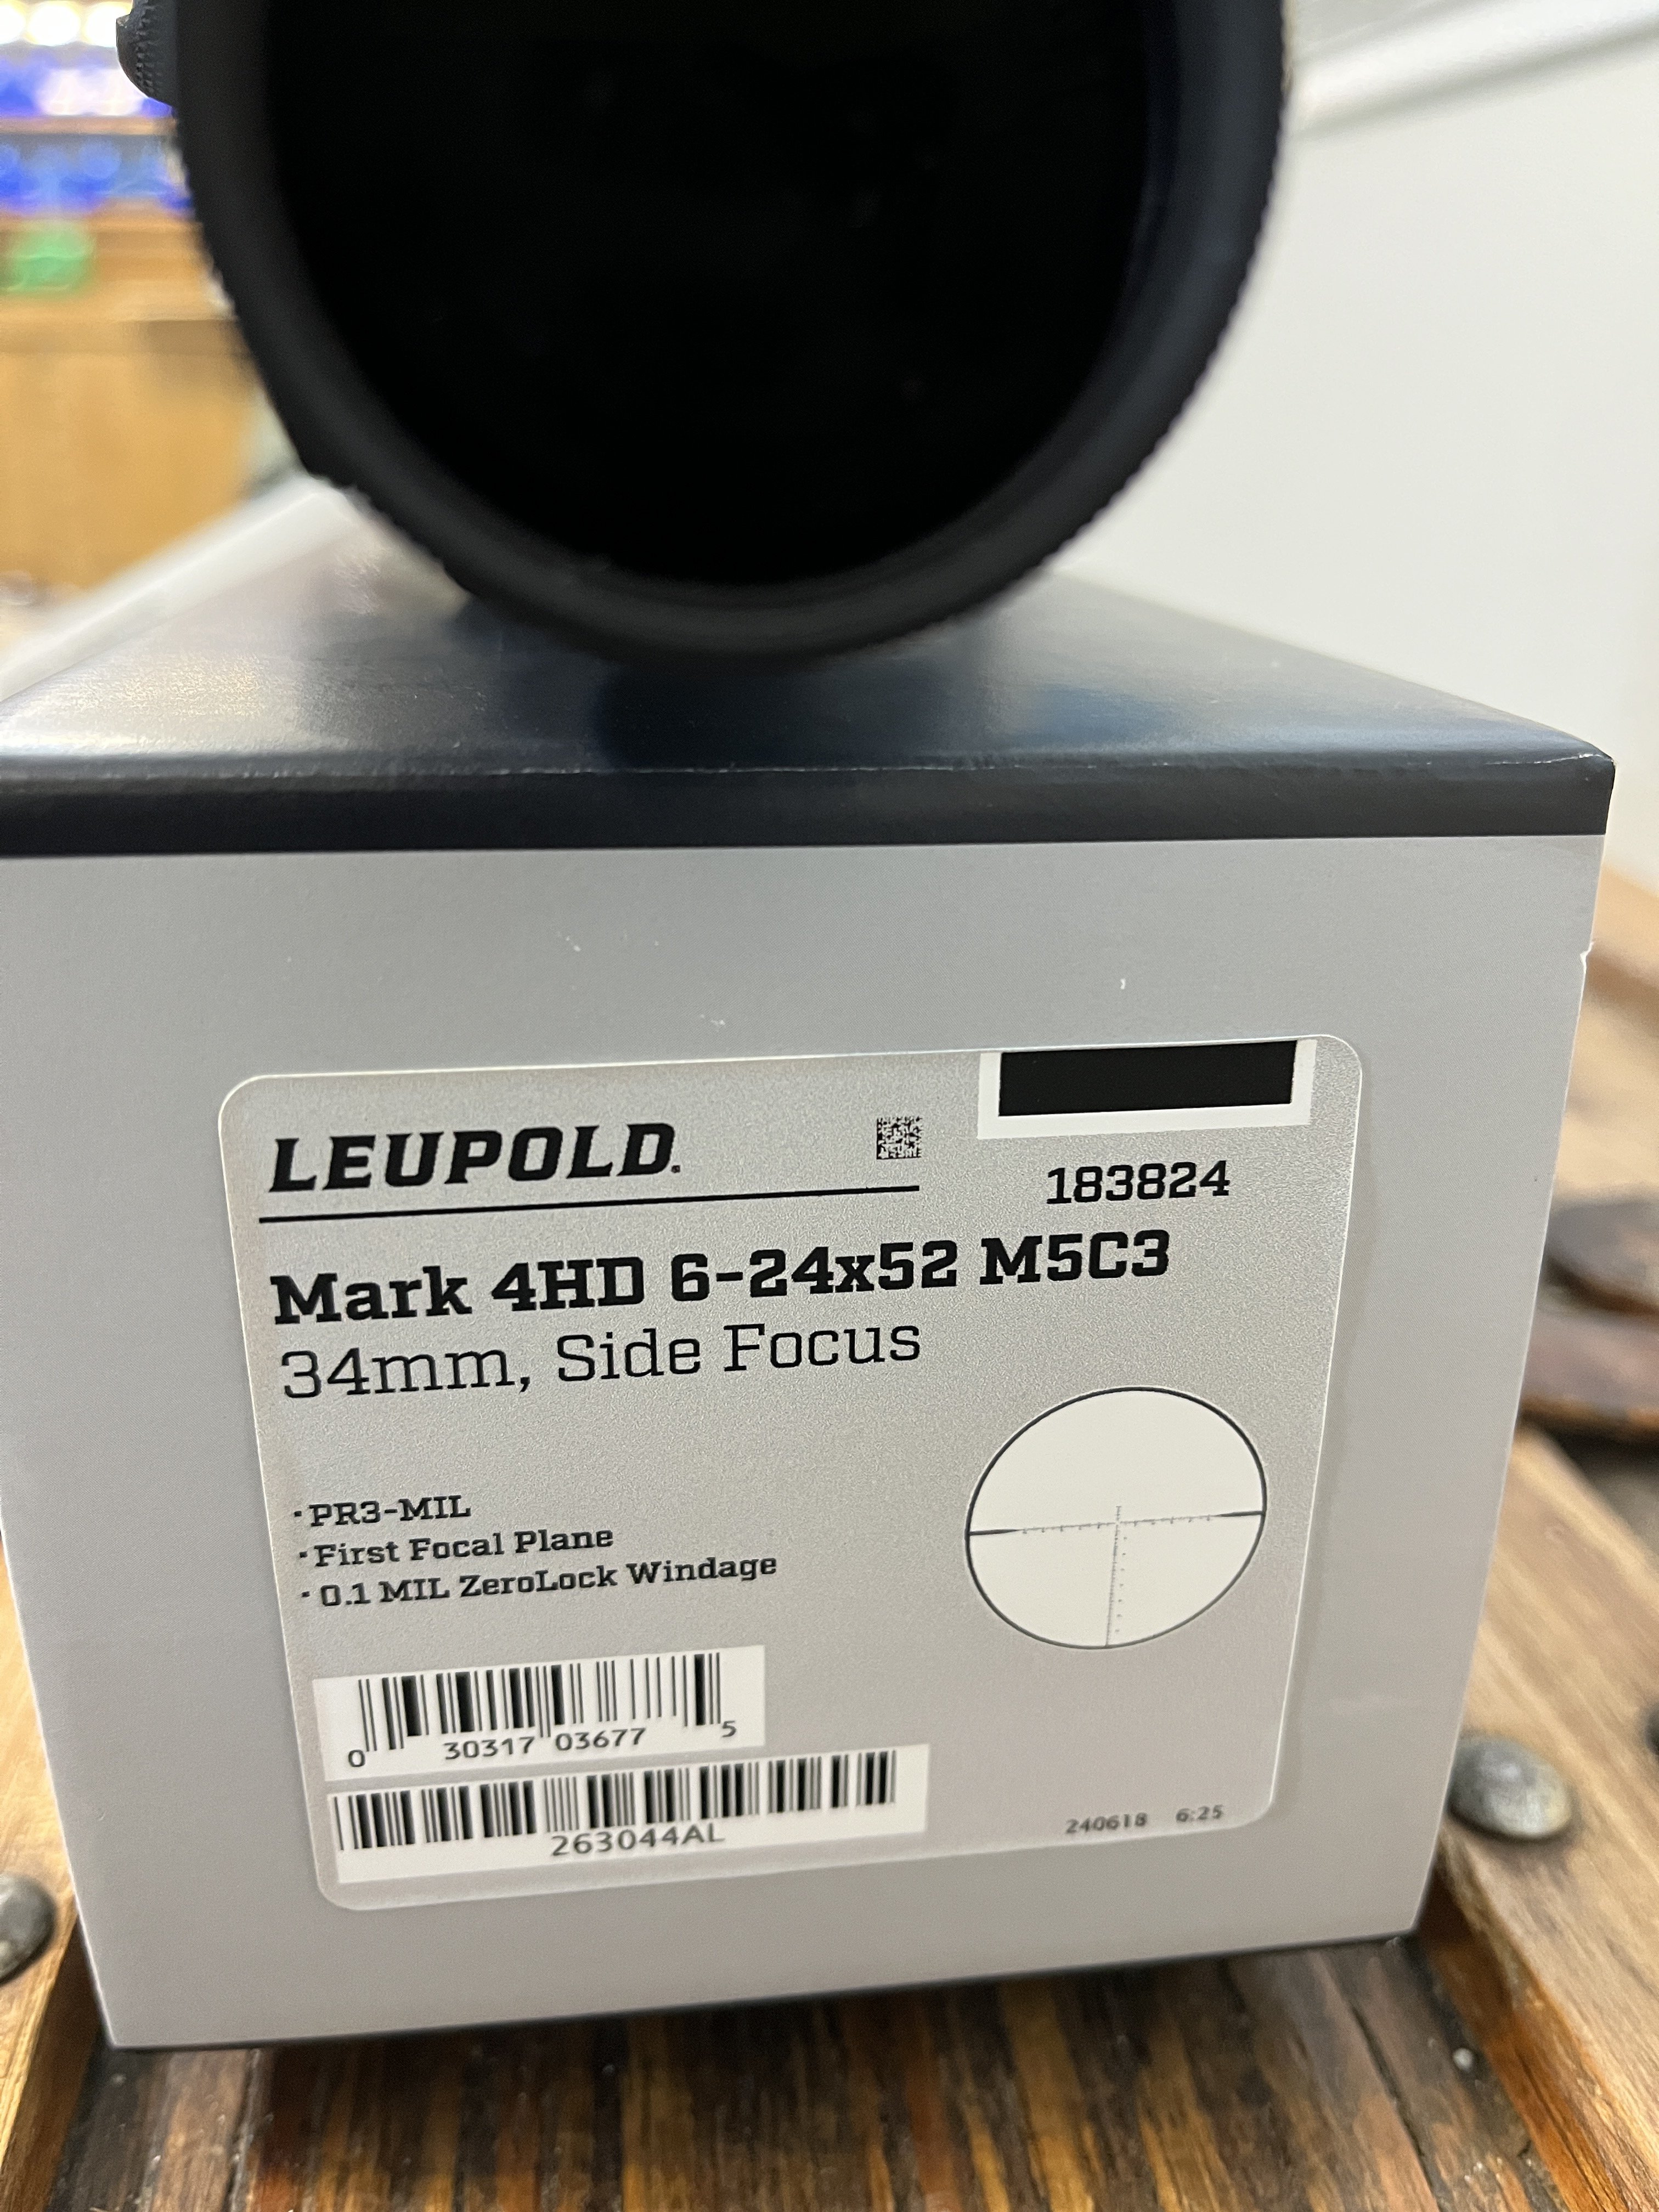 LEUPOLD
183824
Mark 4HD 6-24x52 M5C3
34mm, Side Focus
·PR3-MIL
·First Focal Plane
·0.1 MIL ZeroLock Windage
0 30317 03677 5
263044AL
240618 6:25